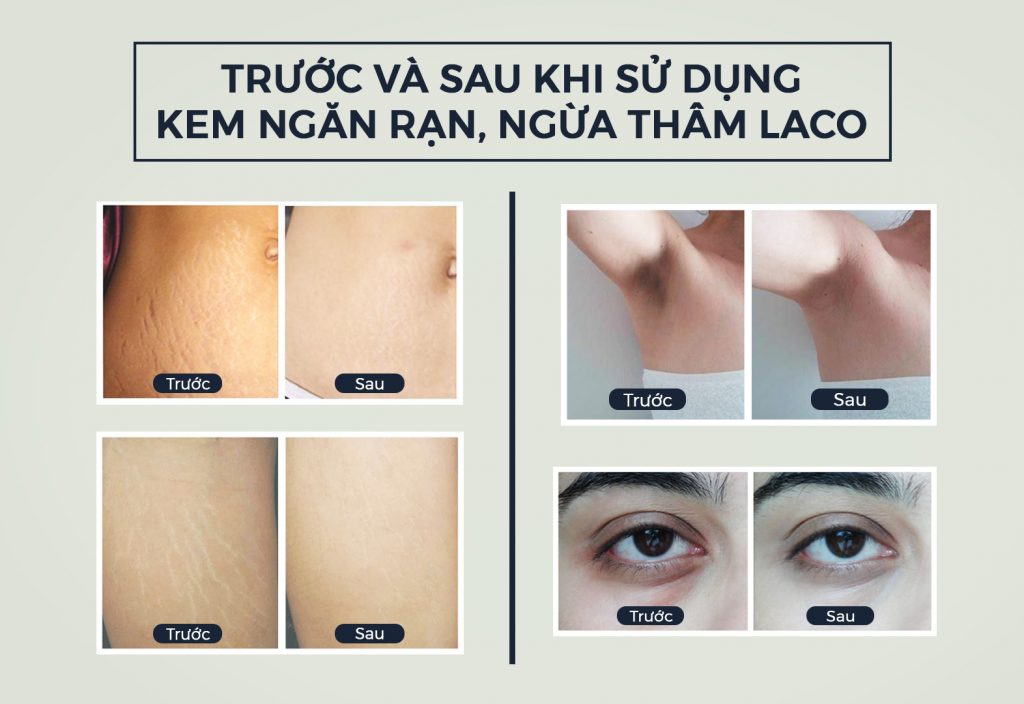 TRƯỚC VÀ SAU KHI SỬ DỤNG
KEM NGĂN RẠN, NGỪA THÂM LACO
Trước
Sau
Trước
Sau
Trước
Sau
Trước
Sau